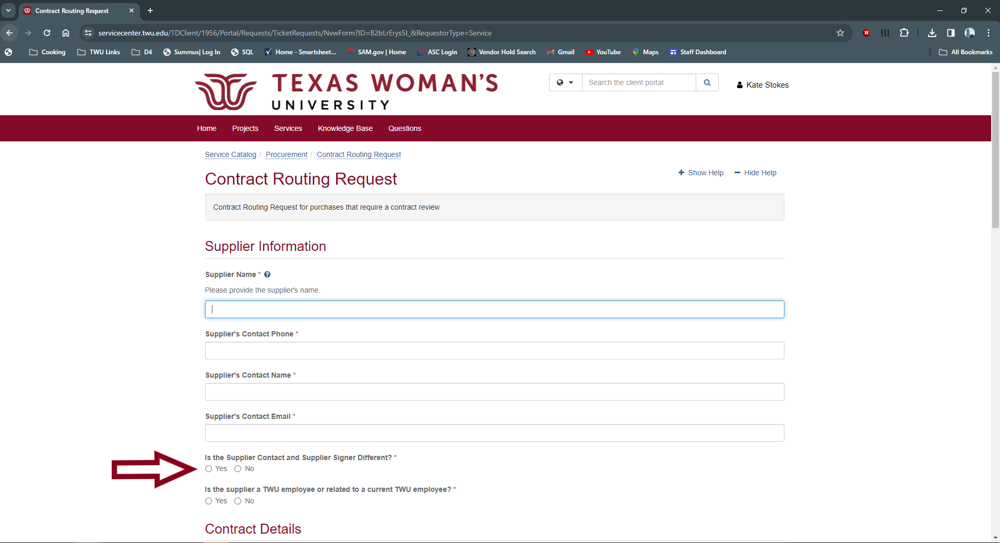 Contract Routing Request
servicecenter.twu.edu/TDClient/1956/Portal/Requests/TicketRequests/NewForm?ID=B2bLrErys5I_&RequestorType=Service
Cooking TWU Links D4 Summus| Log In SQL Home - Smartsheet... SAM.gov | Home ASC Login Vendor Hold Search Gmail YouTube Maps Staff Dashboard All Bookmarks
TEXAS WOMAN'S
UNIVERSITY
Search the client portal
Kate Stokes
Home Projects Services Knowledge Base Questions
Service Catalog / Procurement / Contract Routing Request
Contract Routing Request
Show Help Hide Help
Contract Routing Request for purchases that require a contract review
Supplier Information
Supplier Name *
Please provide the supplier's name.
Supplier's Contact Phone *
Supplier's Contact Name *
Supplier's Contact Email *
Is the Supplier Contact and Supplier Signer Different? *
Yes No
Is the supplier a TWU employee or related to a current TWU employee? *
Yes No
Contract Details